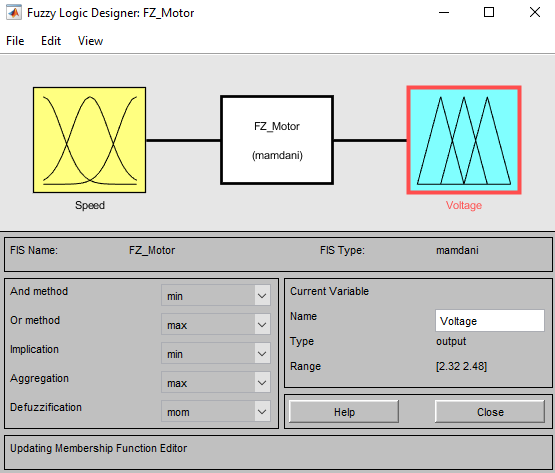 Fuzzy Logic Designer: FZ_Motor
File Edit View
FZ_Motor
(mamdani)
Speed
Voltage
FIS Name: FZ_Motor FIS Type: mamdani
And method min
Or method max
Implication min
Aggregation max
Defuzzification mom
Current Variable
Name Voltage
Type output
Range [2.32 2.48]
Help Close
Updating Membership Function Editor